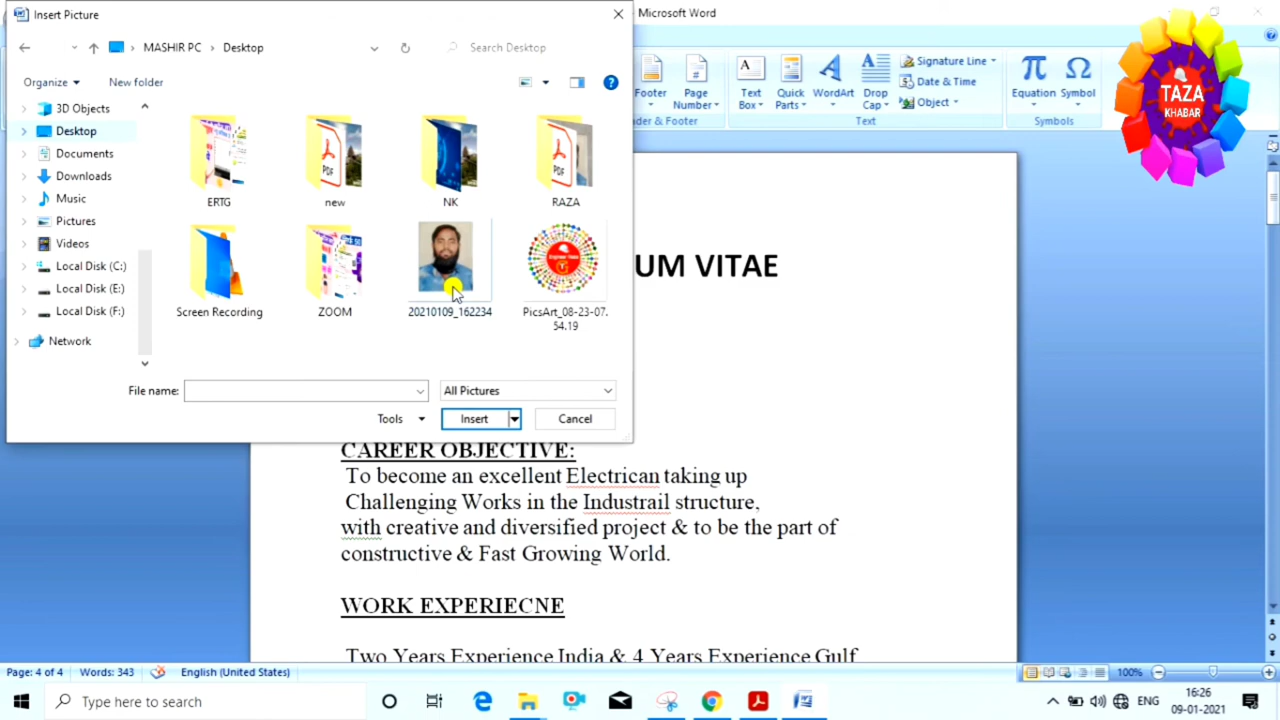 Insert Picture
Microsoft Word
MASHIR PC
Desktop
Search Desktop
Organize
New folder
3D Objects
Desktop
Documents
Downloads
Music
Pictures
Videos
Local Disk (C:)
Local Disk (E:)
Local Disk (F:)
Network
PDF
PDF
ERTG
new
NK
RAZA
Screen Recording
ZOOM
20210109_162234
PicsArt_08-23-07.
54.19
File name:
All Pictures
Tools
Insert
Cancel
Footer
Page
Number
der & Footer
A
Text
Box
Quick
Parts
WordArt
Drop
Cap
Signature Line
Date & Time
Object
Text
Equation
Symbol
Symbols
TAZA
KHABAR
UM VITAE
CAREER OBJECTIVE:
To become an excellent Electrican taking up
Challenging Works in the Industrail structure,
with creative and diversified project & to be the part of
constructive & Fast Growing World.
WORK EXPERIECNE
Two Years Experience India & 4 Years Experience Gulf
Page: 4 of 4
Words: 343
English (United States)
100%
Type here to search
ENG
16:26
09-01-2021